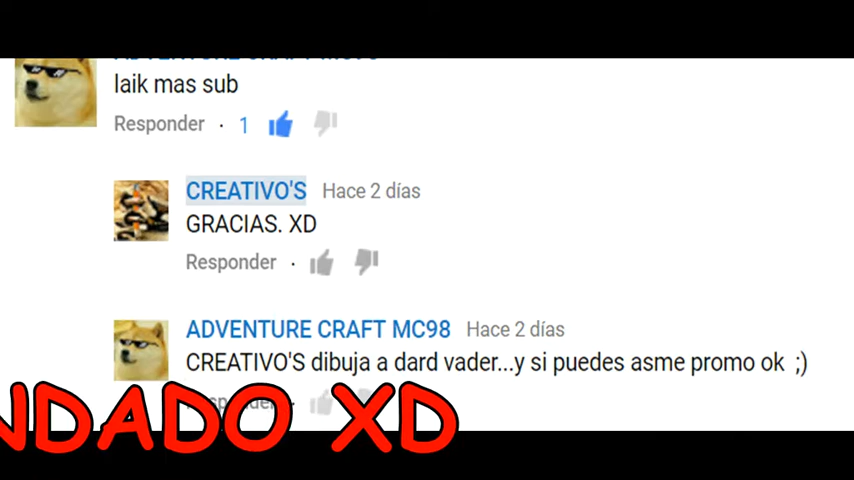 laik mas sub
Responder · 1
CREATIVO'S Hace 2 días
GRACIAS. XD
Responder ·
ADVENTURE CRAFT MC98 Hace 2 días
CREATIVO'S dibuja a dard vader...y si puedes asme promo ok ;)
NDADO XD